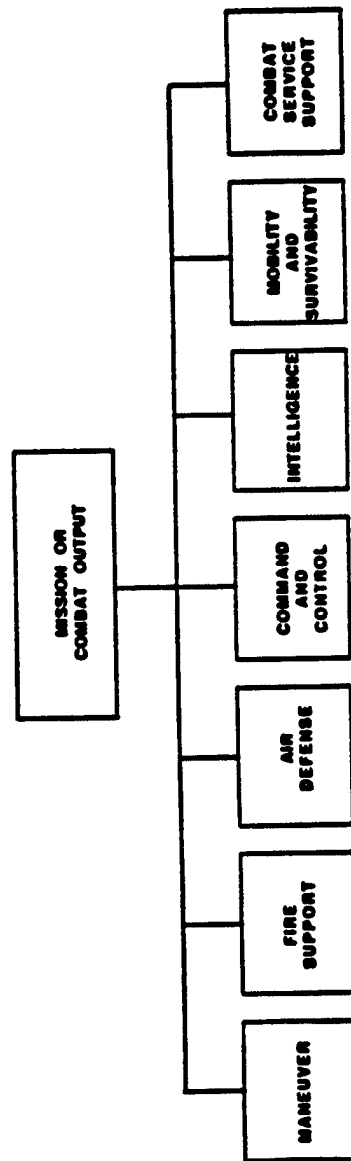 MISSION OR
COMBAT OUTPUT
MANEUVER
FIRE
SUPPORT
AIR
DEFENSE
COMMAND
AND
CONTROL
INTELLIGENCE
MOBILITY
AND
SURVIVABILITY
COMBAT
SERVICE
SUPPORT